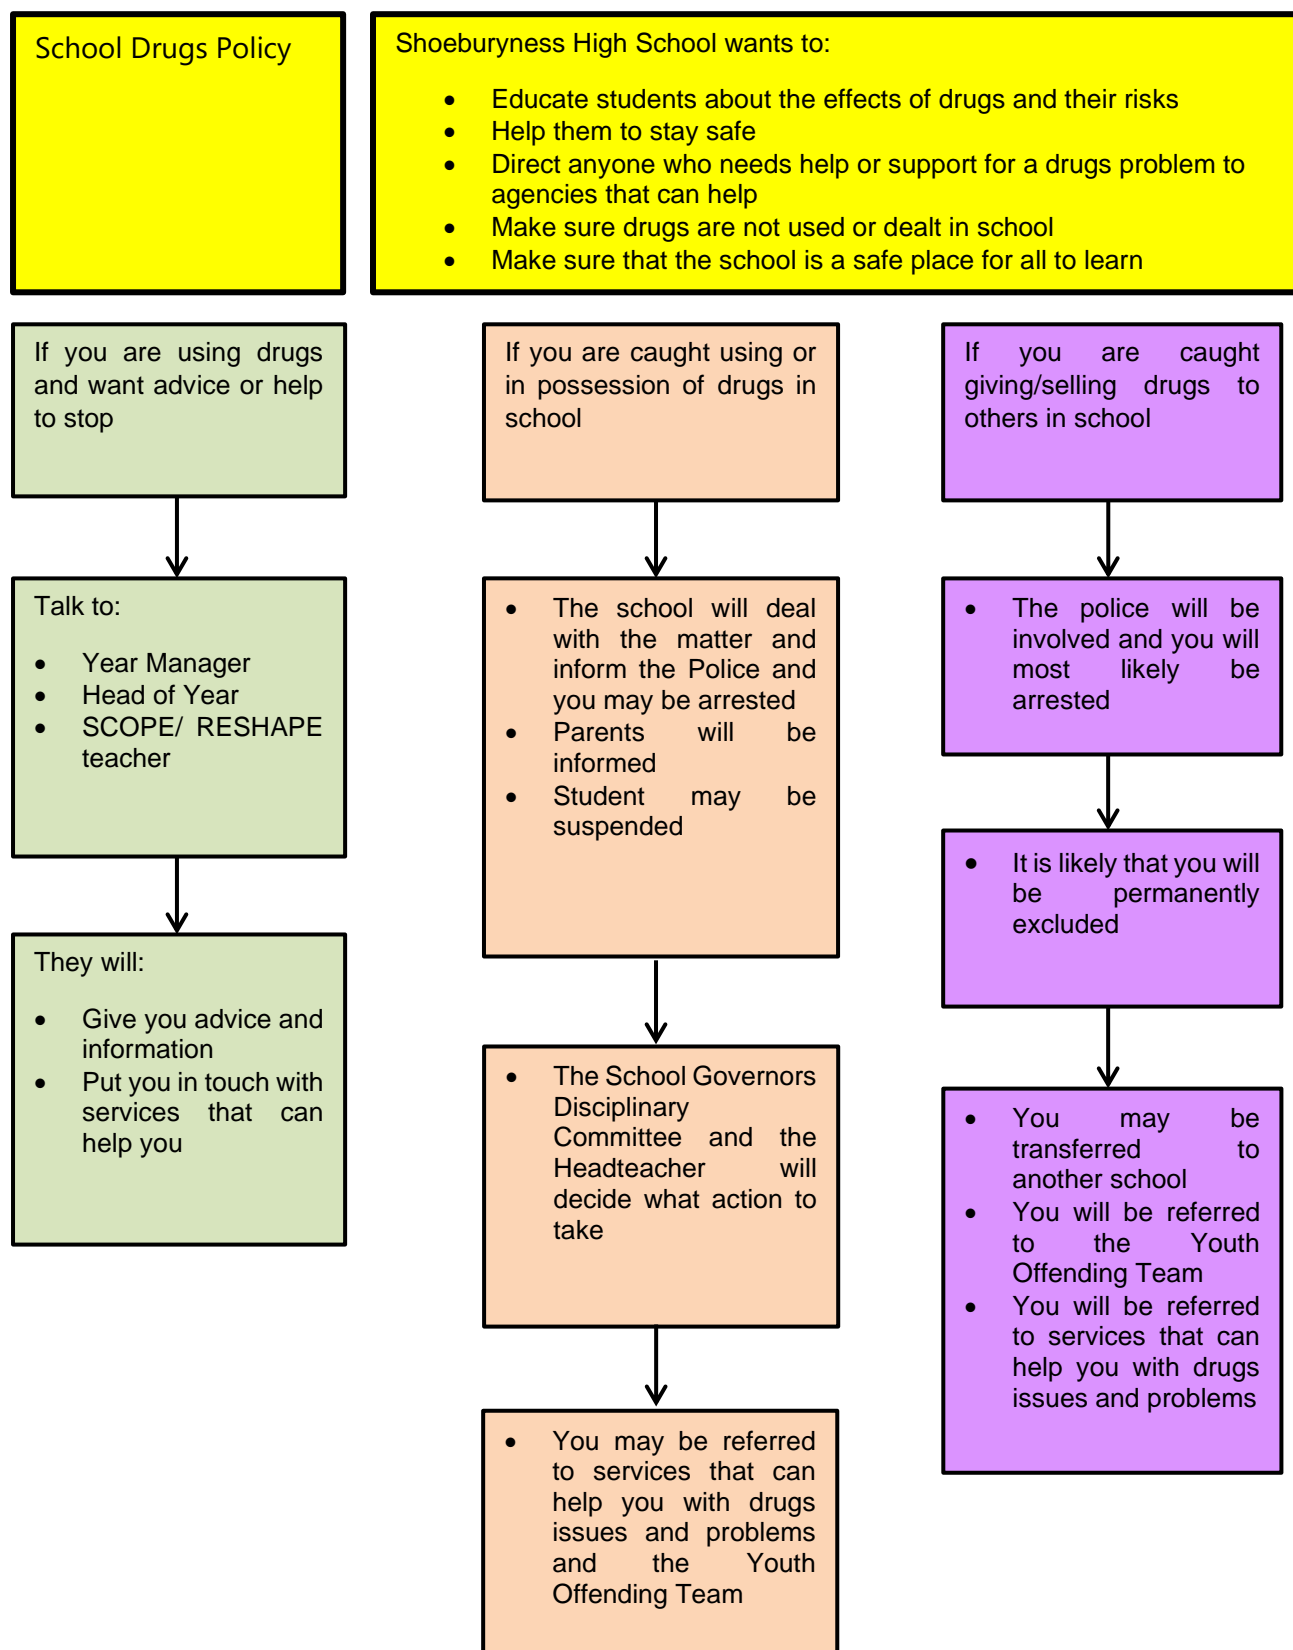 School Drugs Policy
Shoeburyness High School wants to:
• Educate students about the effects of drugs and their risks
• Help them to stay safe
• Direct anyone who needs help or support for a drugs problem to
agencies that can help
• Make sure drugs are not used or dealt in school
• Make sure that the school is a safe place for all to learn
If you are using drugs
and want advice or help
to stop
Talk to:
• Year Manager
• Head of Year
• SCOPE/ RESHAPE
teacher
They will:
• Give you advice and
information
• Put you in touch with
services that can
help you
If you are caught using or
in possession of drugs in
school
• The school will deal
with the matter and
inform the Police and
you may be arrested
• Parents will be
informed
• Student may be
suspended
• The School Governors
Disciplinary
Committee and the
Headteacher will
decide what action to
take
• You may be referred
to services that can
help you with drugs
issues and problems
and the Youth
Offending Team
If you are caught
giving/selling drugs to
others in school
• The police will be
involved and you will
most likely be
arrested
• It is likely that you will
be permanently
excluded
• You may be
transferred to
another school
• You will be referred
to the Youth
Offending Team
• You will be referred
to services that can
help you with drugs
issues and problems